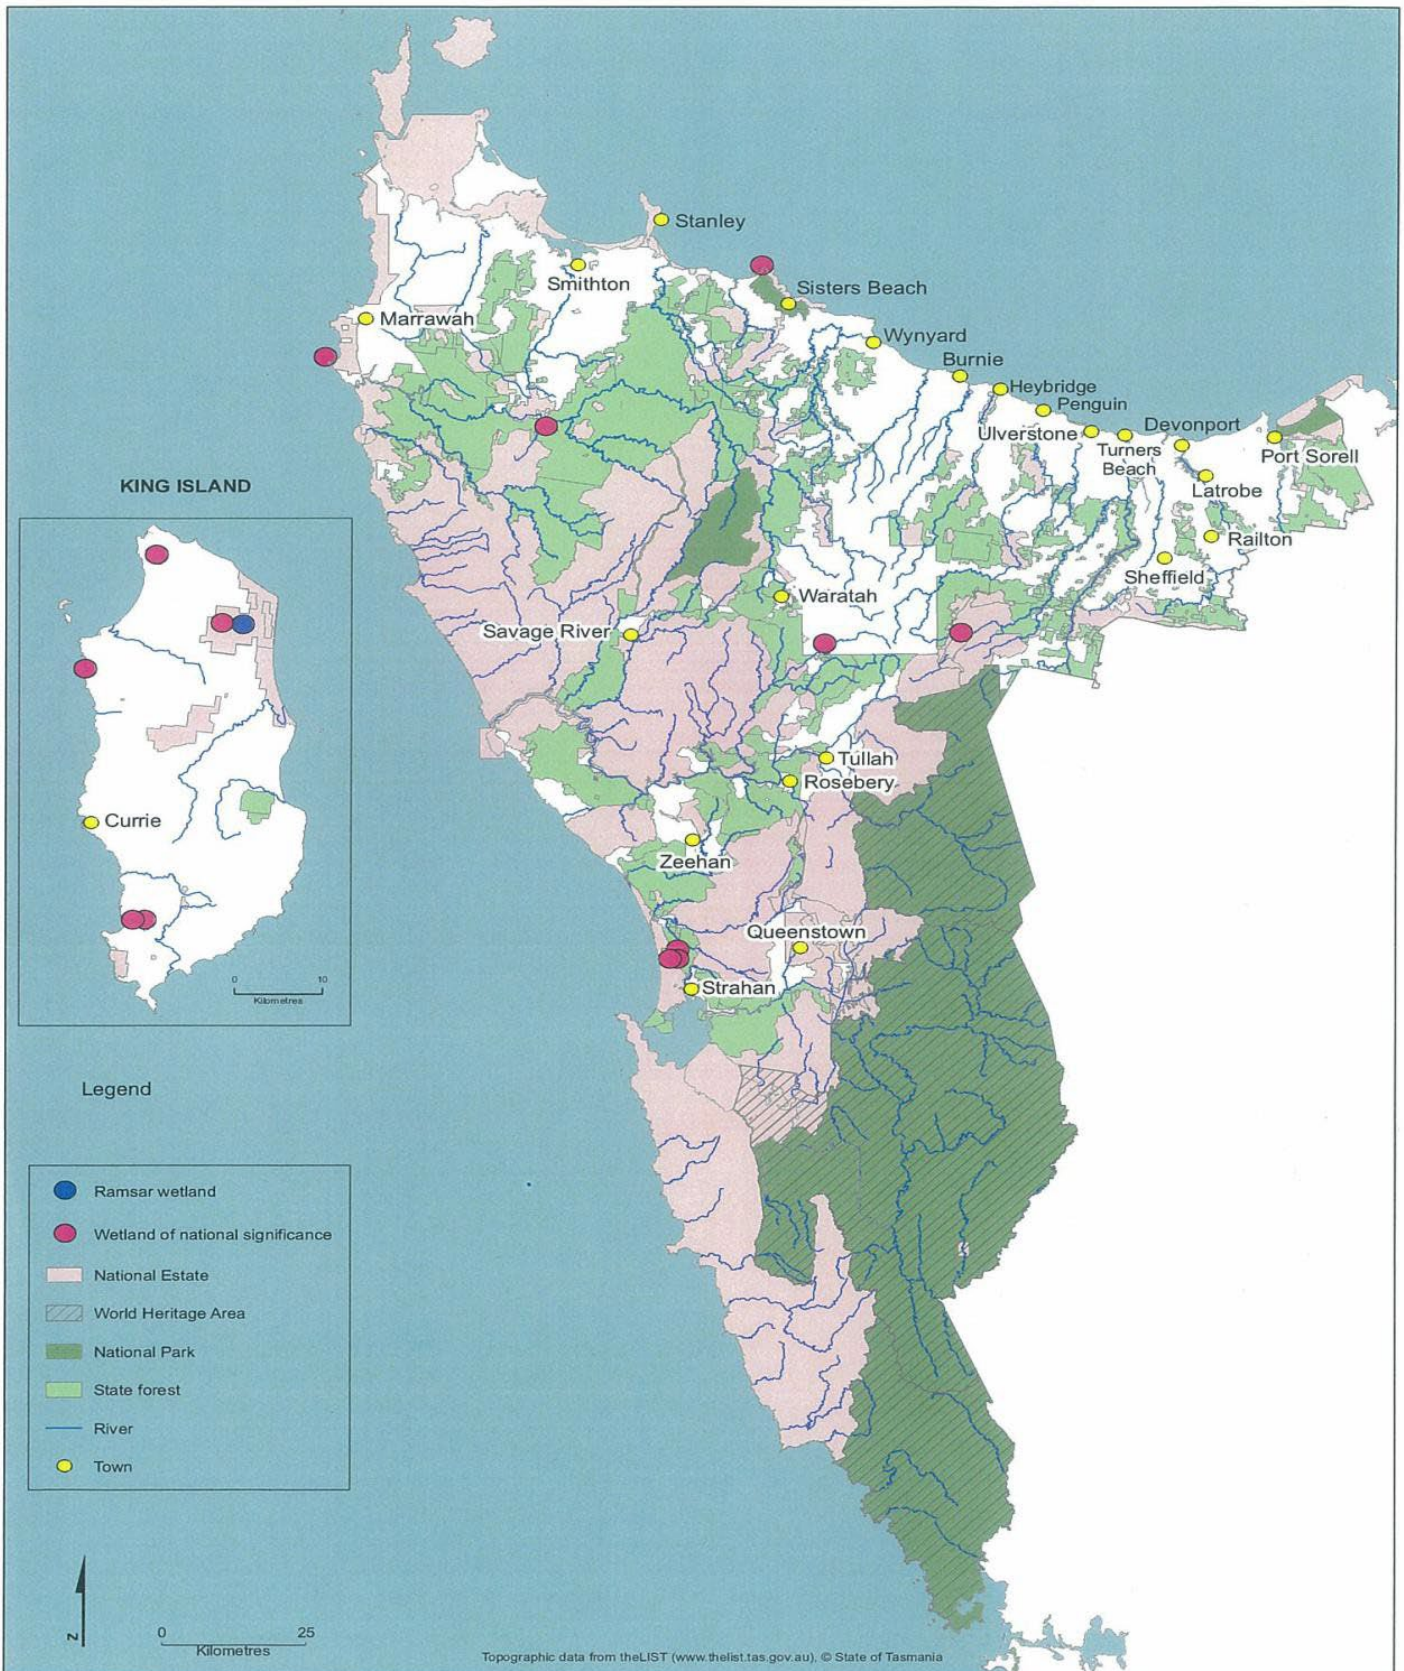 Stanley
Sisters Beach
Smithton
Marrawah
Wynyard
Burnie
Heybridge
Penguin
Ulverstone
Devonport
Turners
Beach
Port Sorell
Latrobe
Railton
Sheffield
Waratah
Savage River
Tullah
Rosebery
Zeehan
Queenstown
Strahan
KING ISLAND
Currie
0 10
Kilometres
Legend
Ramsar wetland
Wetland of national significance
National Estate
World Heritage Area
National Park
State forest
River
Town
N
0 25
Kilometres
Topographic data from theLIST (www.thelist.tas.gov.au), © State of Tasmania